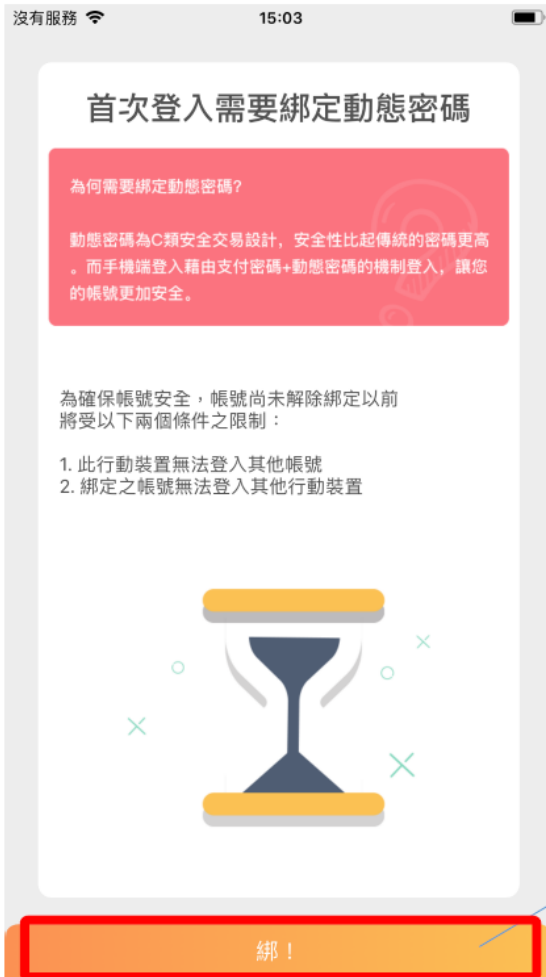 沒有服務 15:03
首次登入需要綁定動態密碼
為何需要綁定動態密碼?
動態密碼為C類安全交易設計，安全性比起傳統的密碼更高
。而手機端登入藉由支付密碼+動態密碼的機制登入，讓您
的帳號更加安全。
為確保帳號安全，帳號尚未解除綁定以前
將受以下兩個條件之限制：
1. 此行動裝置無法登入其他帳號
2. 綁定之帳號無法登入其他行動裝置
綁！